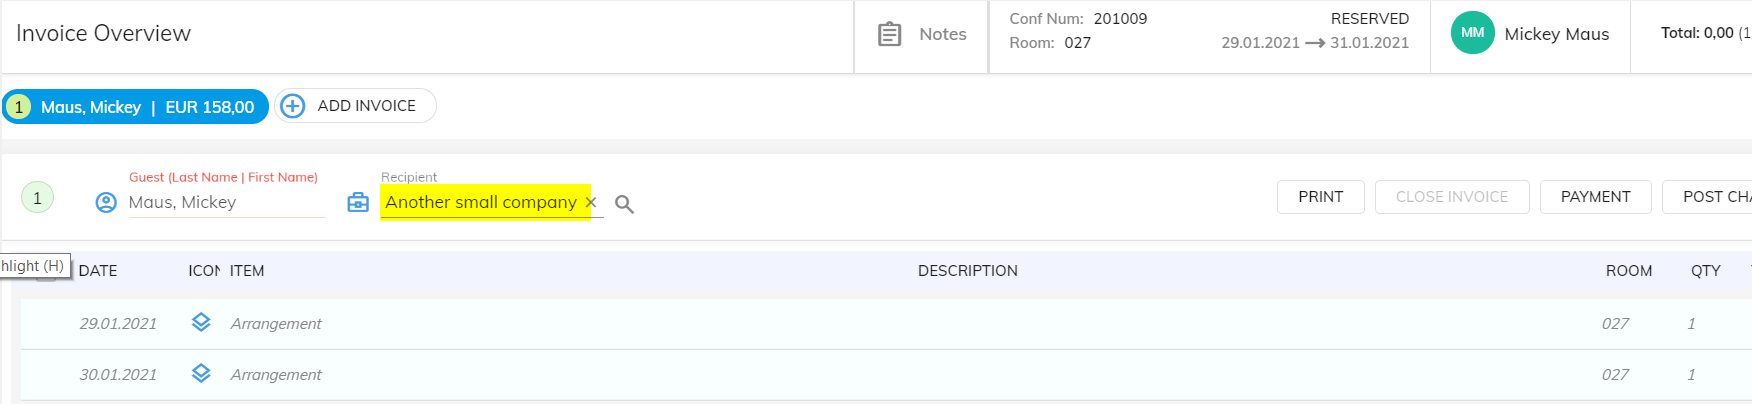 Invoice Overview
Notes
Conf Num: 201009 RESERVED
Room: 027 29.01.2021 → 31.01.2021
MM Mickey Maus
Total: 0,00 (1
1 Maus, Mickey | EUR 158,00
ADD INVOICE
1
Guest (Last Name | First Name)
Maus, Mickey
Recipient
Another small company ×
PRINT CLOSE INVOICE PAYMENT POST CHA
hlight (H)
DATE ICON ITEM DESCRIPTION ROOM QTY
29.01.2021 Arrangement 027 1
30.01.2021 Arrangement 027 1